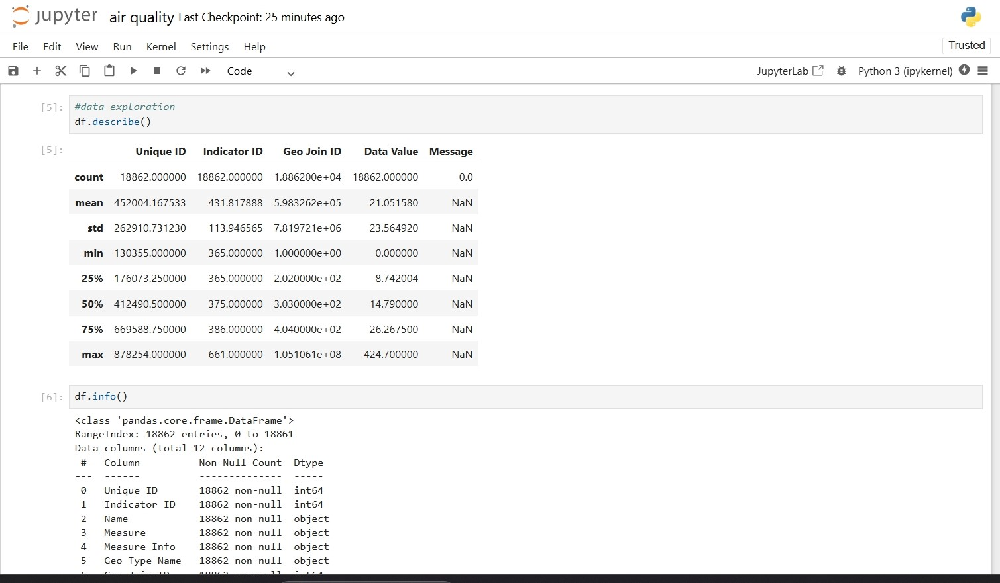 jupyter air quality Last Checkpoint: 25 minutes ago
File Edit View Run Kernel Settings Help Trusted
Code JupyterLab Python 3 (ipykernel)
[5]: #data exploration
df.describe()
[5]: Unique ID Indicator ID Geo Join ID Data Value Message
count 18862.000000 18862.000000 1.886200e+04 18862.000000 0.0
mean 452004.167533 431.817888 5.983262e+05 21.051580 NaN
std 262910.731230 113.946565 7.819721e+06 23.564920 NaN
min 130355.000000 365.000000 1.000000e+00 0.000000 NaN
25% 176073.250000 365.000000 2.020000e+02 8.742004 NaN
50% 412490.500000 375.000000 3.030000e+02 14.790000 NaN
75% 669588.750000 386.000000 4.040000e+02 26.267500 NaN
max 878254.000000 661.000000 1.051061e+08 424.700000 NaN
[6]: df.info()
<class 'pandas.core.frame.DataFrame'>
RangeIndex: 18862 entries, 0 to 18861
Data columns (total 12 columns):
# Column Non-Null Count Dtype
--- ------ -------------- -----
0 Unique ID 18862 non-null int64
1 Indicator ID 18862 non-null int64
2 Name 18862 non-null object
3 Measure 18862 non-null object
4 Measure Info 18862 non-null object
5 Geo Type Name 18862 non-null object
6 Geo Join ID 18862 non-null int64